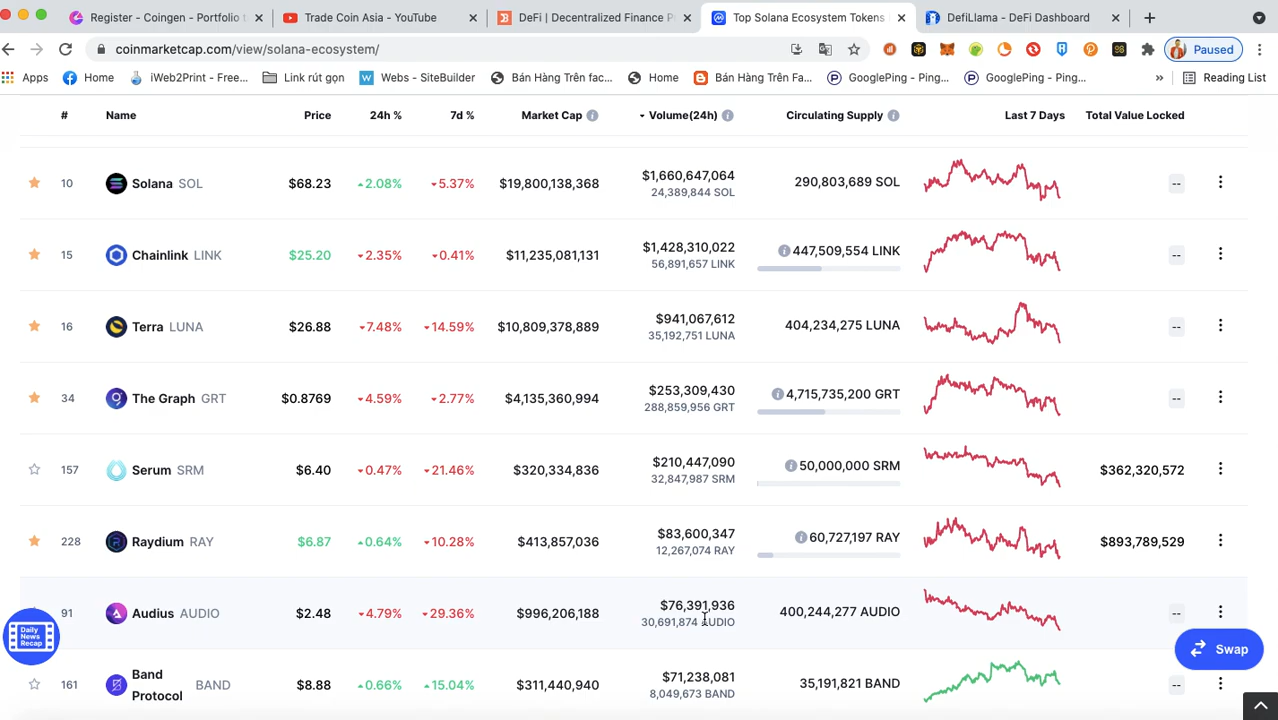 Register - Coingen - Portfolio t
Trade Coin Asia - YouTube
DeFi | Decentralized Finance P
Top Solana Ecosystem Tokens
DefiLlama - DeFi Dashboard
coinmarketcap.com/view/solana-ecosystem/
Paused
Apps
Home
iWeb2Print - Free...
Link rút gọn
Webs - SiteBuilder
Bán Hàng Trên fac...
Home
Bán Hàng Trên Fa...
GooglePing - Ping...
GooglePing - Ping...
»
Reading List
# Name Price 24h % 7d % Market Cap Volume(24h) Circulating Supply Last 7 Days Total Value Locked
10 Solana SOL $68.23 2.08% 5.37% $19,800,138,368 $1,660,647,064 290,803,689 SOL --
24,389,844 SOL
15 Chainlink LINK $25.20 2.35% 0.41% $11,235,081,131 $1,428,310,022 447,509,554 LINK --
56,891,657 LINK
16 Terra LUNA $26.88 7.48% 14.59% $10,809,378,889 $941,067,612 404,234,275 LUNA --
35,192,751 LUNA
34 The Graph GRT $0.8769 4.59% 2.77% $4,135,360,994 $253,309,430 4,715,735,200 GRT --
288,859,956 GRT
157 Serum SRM $6.40 0.47% 21.46% $320,334,836 $210,447,090 50,000,000 SRM $362,320,572
32,847,987 SRM
228 Raydium RAY $6.87 0.64% 10.28% $413,857,036 $83,600,347 60,727,197 RAY $893,789,529
12,267,074 RAY
91 Audius AUDIO $2.48 4.79% 29.36% $996,206,188 $76,391,936 400,244,277 AUDIO --
30,691,874 AUDIO
Daily
News
Recap
Swap
161 Band Protocol BAND $8.88 0.66% 15.04% $311,440,940 $71,238,081 35,191,821 BAND --
8,049,673 BAND